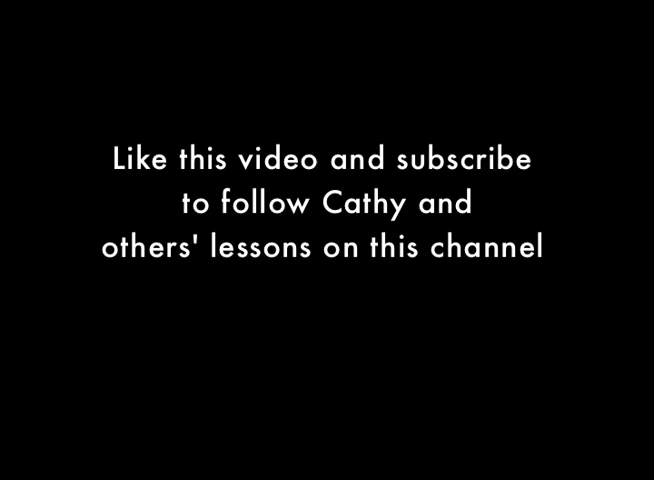 Like this video and subscribe
to follow Cathy and
others' lessons on this channel